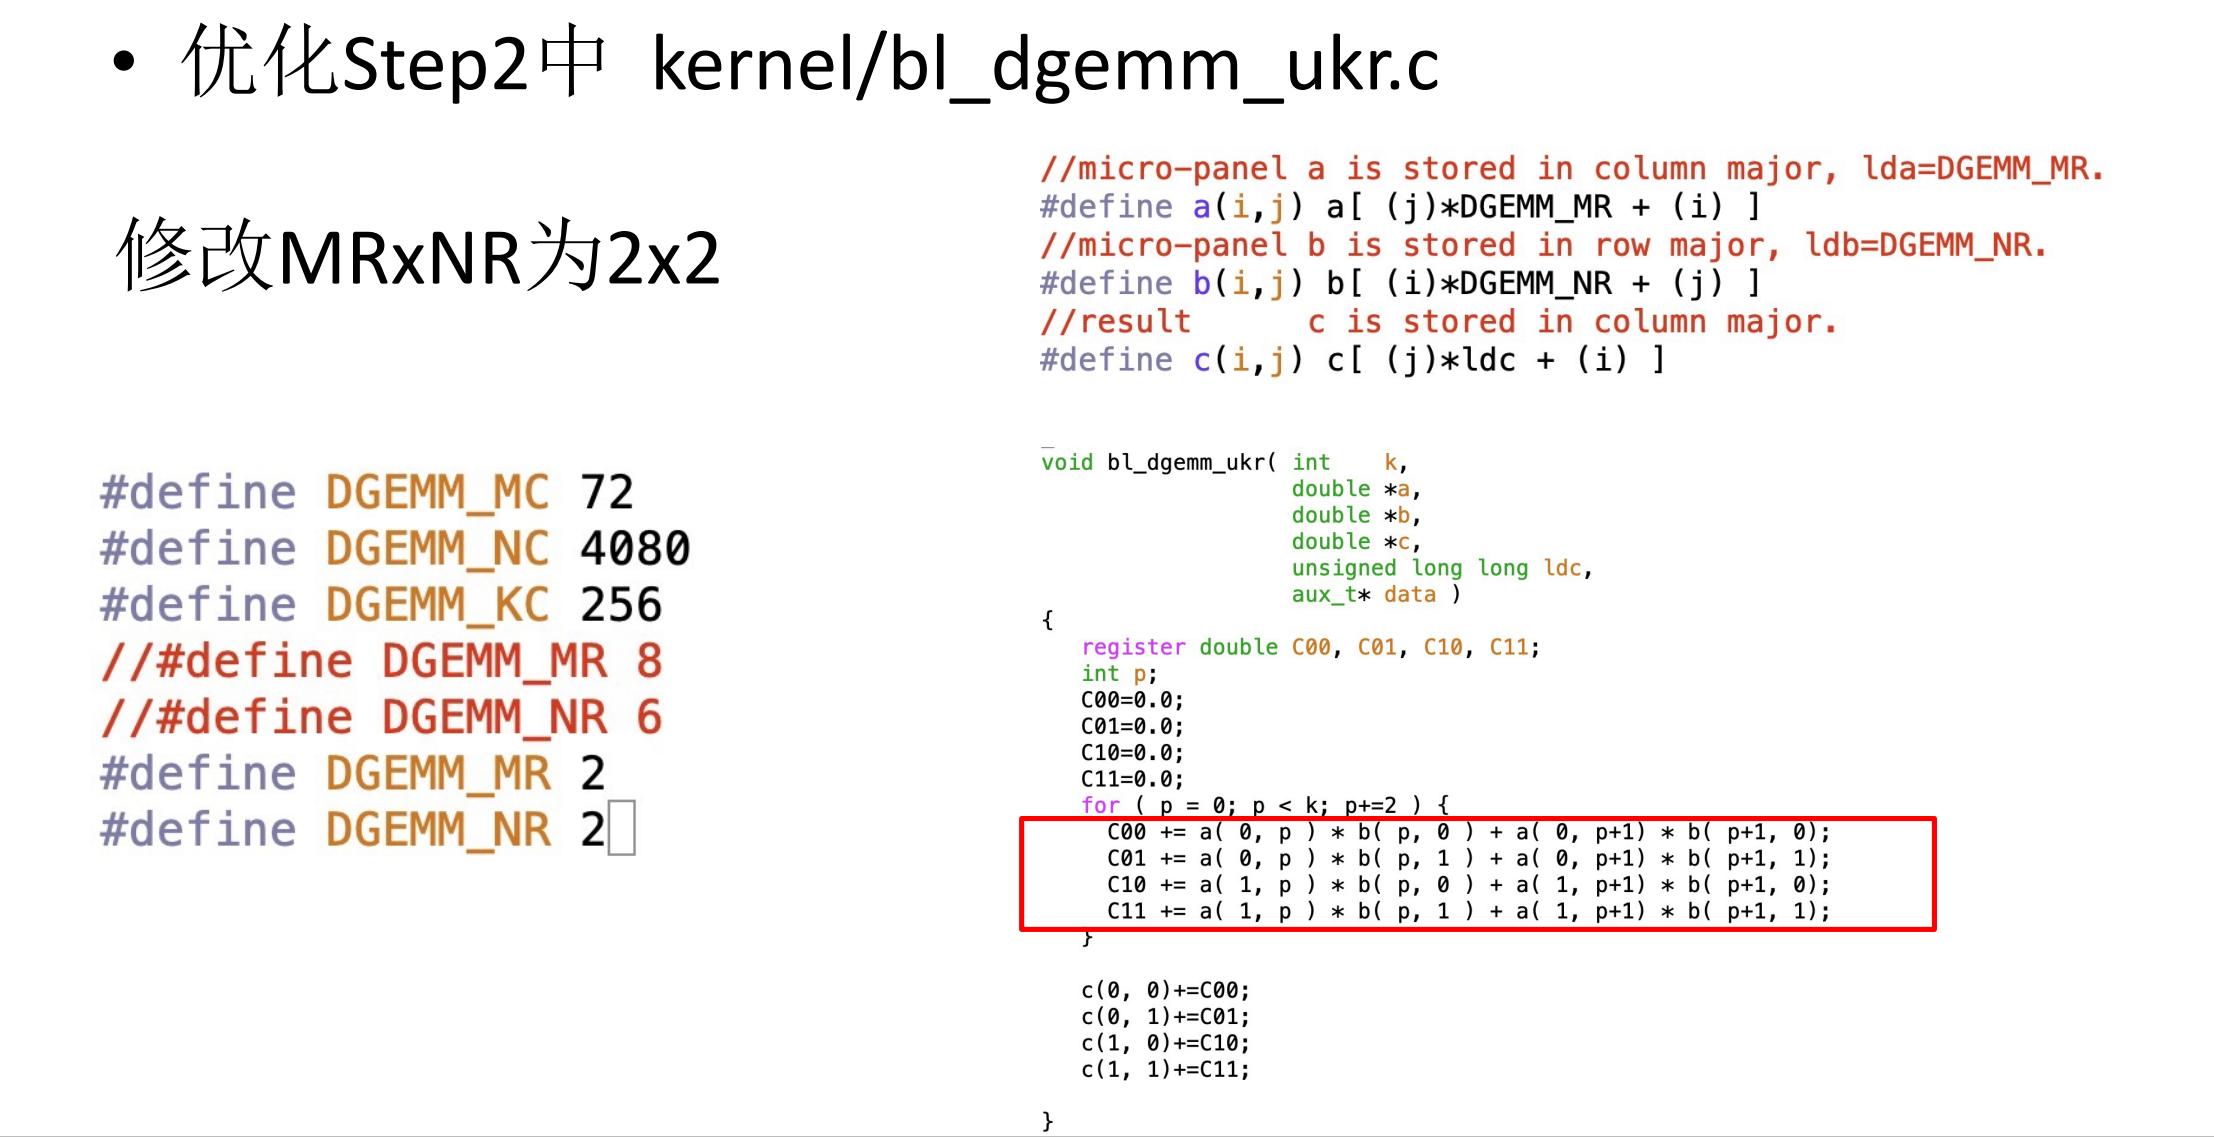 • 优化Step2中 kernel/bl_dgemm_ukr.c
修改MRxNR为2x2
#define DGEMM_MC 72
#define DGEMM_NC 4080
#define DGEMM_KC 256
//#define DGEMM_MR 8
//#define DGEMM_NR 6
#define DGEMM_MR 2
#define DGEMM_NR 2
//micro-panel a is stored in column major, lda=DGEMM_MR.
#define a(i,j) a[ (j)*DGEMM_MR + (i) ]
//micro-panel b is stored in row major, ldb=DGEMM_NR.
#define b(i,j) b[ (i)*DGEMM_NR + (j) ]
//result      c is stored in column major.
#define c(i,j) c[ (j)*ldc + (i) ]
void bl_dgemm_ukr( int    k,
                   double *a,
                   double *b,
                   double *c,
                   unsigned long long ldc,
                   aux_t* data )
{
   register double C00, C01, C10, C11;
   int p;
   C00=0.0;
   C01=0.0;
   C10=0.0;
   C11=0.0;
   for ( p = 0; p < k; p+=2 ) {
     C00 += a( 0, p ) * b( p, 0 ) + a( 0, p+1) * b( p+1, 0);
     C01 += a( 0, p ) * b( p, 1 ) + a( 0, p+1) * b( p+1, 1);
     C10 += a( 1, p ) * b( p, 0 ) + a( 1, p+1) * b( p+1, 0);
     C11 += a( 1, p ) * b( p, 1 ) + a( 1, p+1) * b( p+1, 1);
   }
   c(0, 0)+=C00;
   c(0, 1)+=C01;
   c(1, 0)+=C10;
   c(1, 1)+=C11;
}